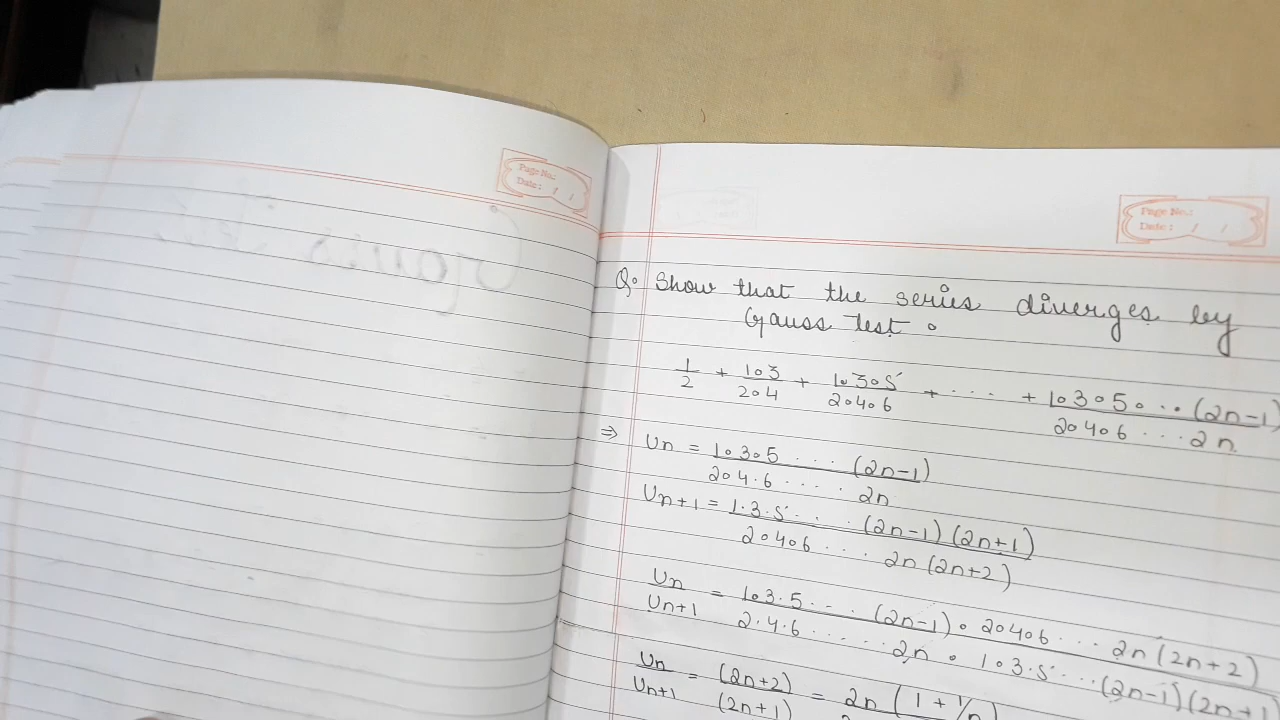 Page No.:
Date: / /
Page No.:
Date: / /
Q. Show that the series diverges by
Gauss Test.
1/2 + 1.3/2.4 + 1.3.5/2.4.6 + .... + 1.3.5...(2n-1)/2.4.6...2n
⇒ Un = 1.3.5...(2n-1)/2.4.6....2n
Un+1 = 1.3.5...(2n-1)(2n+1)/2.4.6...2n(2n+2)
Un/Un+1 = 1.3.5...(2n-1).2.4.6...2n(2n+2)/2.4.6.....2n.1.3.5...(2n-1)(2n+1)
Un/Un+1 = (2n+2)/(2n+1) = 2n(1+1/n)